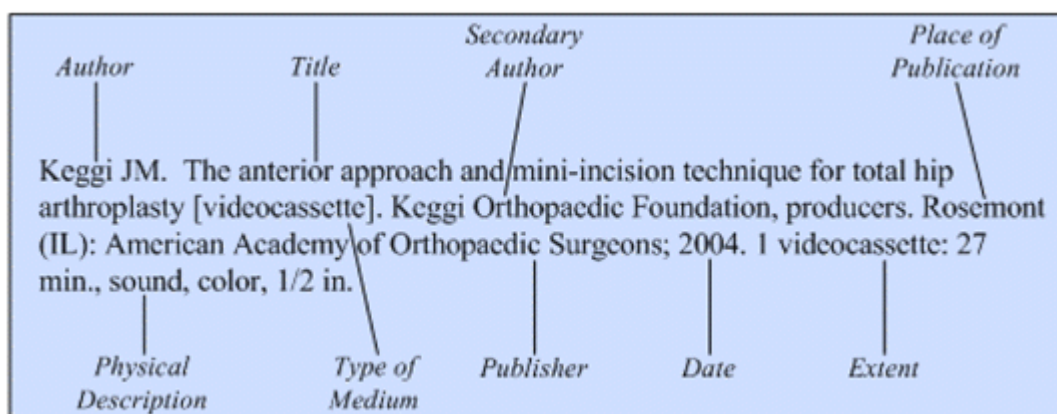 Secondary Place of
Author Title Author Publication
Keggi JM. The anterior approach and mini-incision technique for total hip
arthroplasty [videocassette]. Keggi Orthopaedic Foundation, producers. Rosemont
(IL): American Academy of Orthopaedic Surgeons; 2004. 1 videocassette: 27
min., sound, color, 1/2 in.
Physical Type of Publisher Date Extent
Description Medium